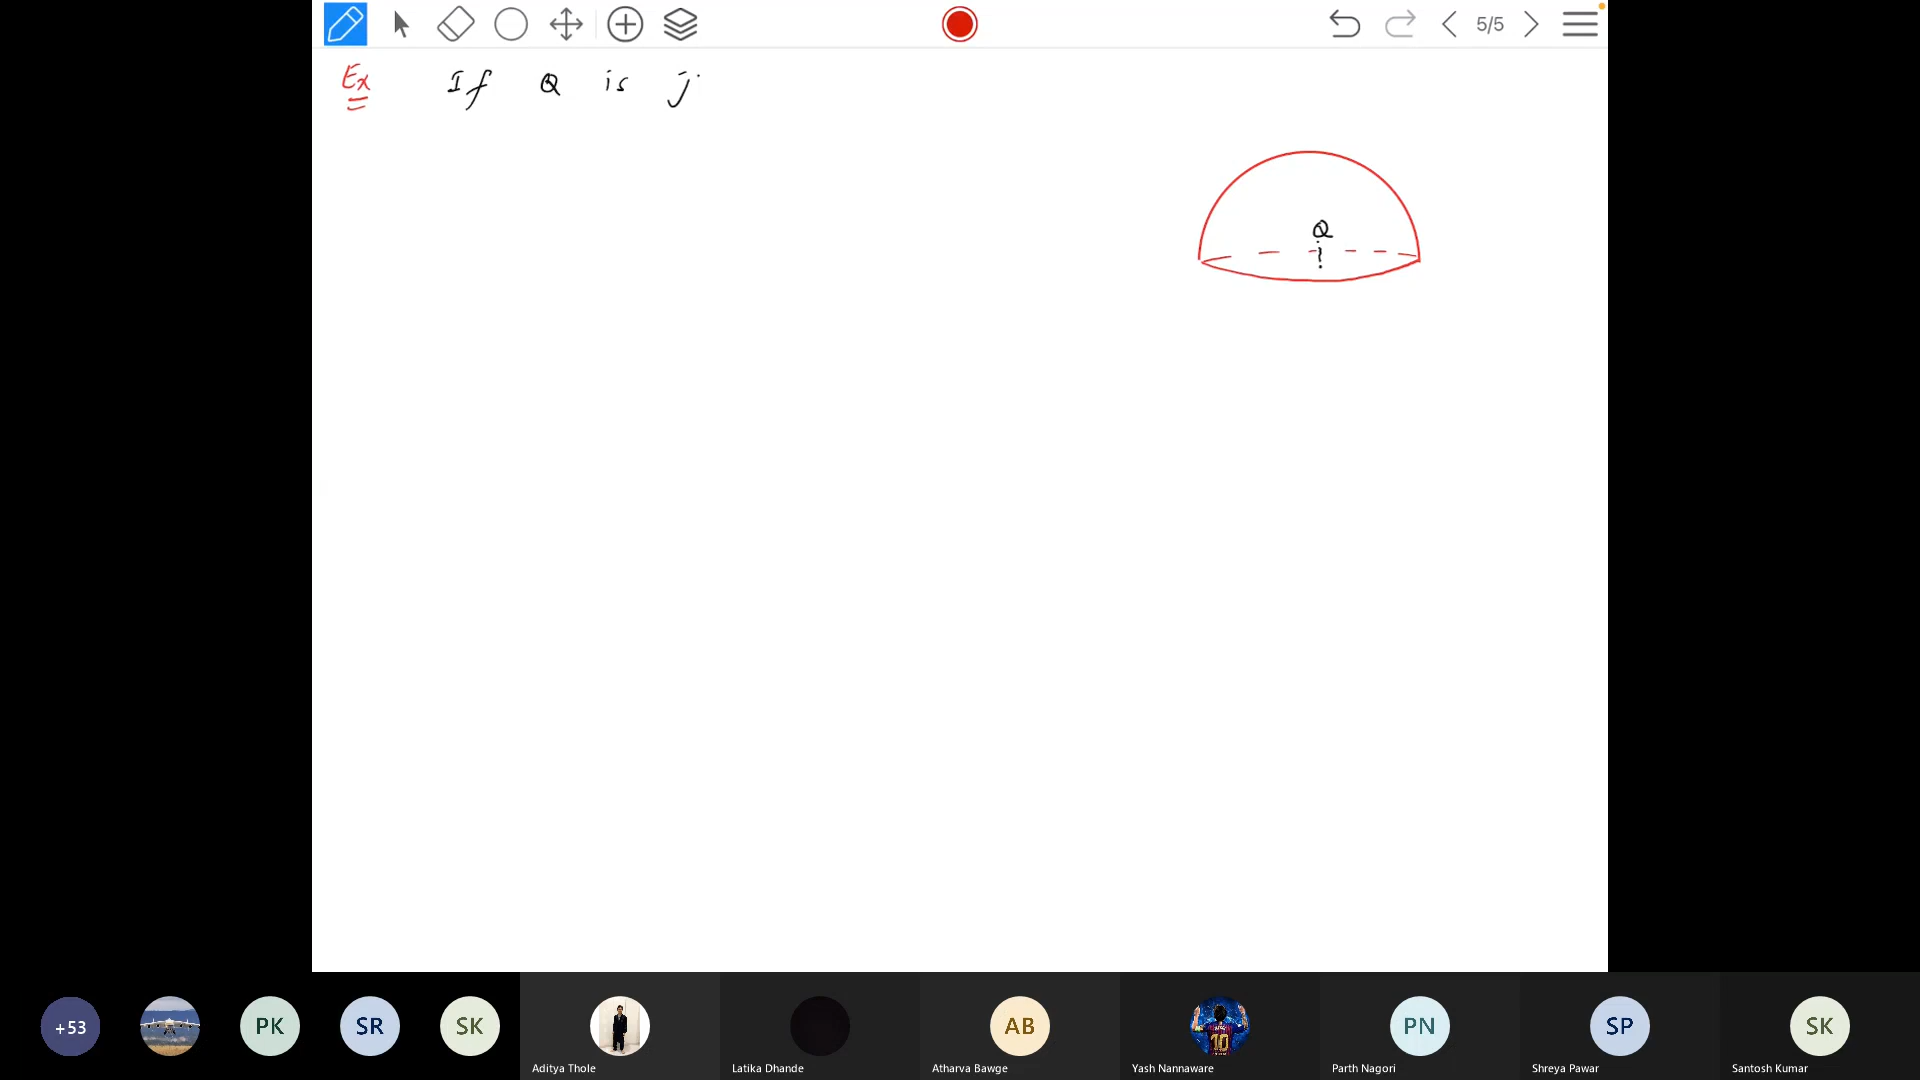 5/5
Ex If Q is j
Q
+53 PK SR SK AB PN SP SK
10
Aditya Thole Latika Dhande Atharva Bawge Yash Nannaware Parth Nagori Shreya Pawar Santosh Kumar